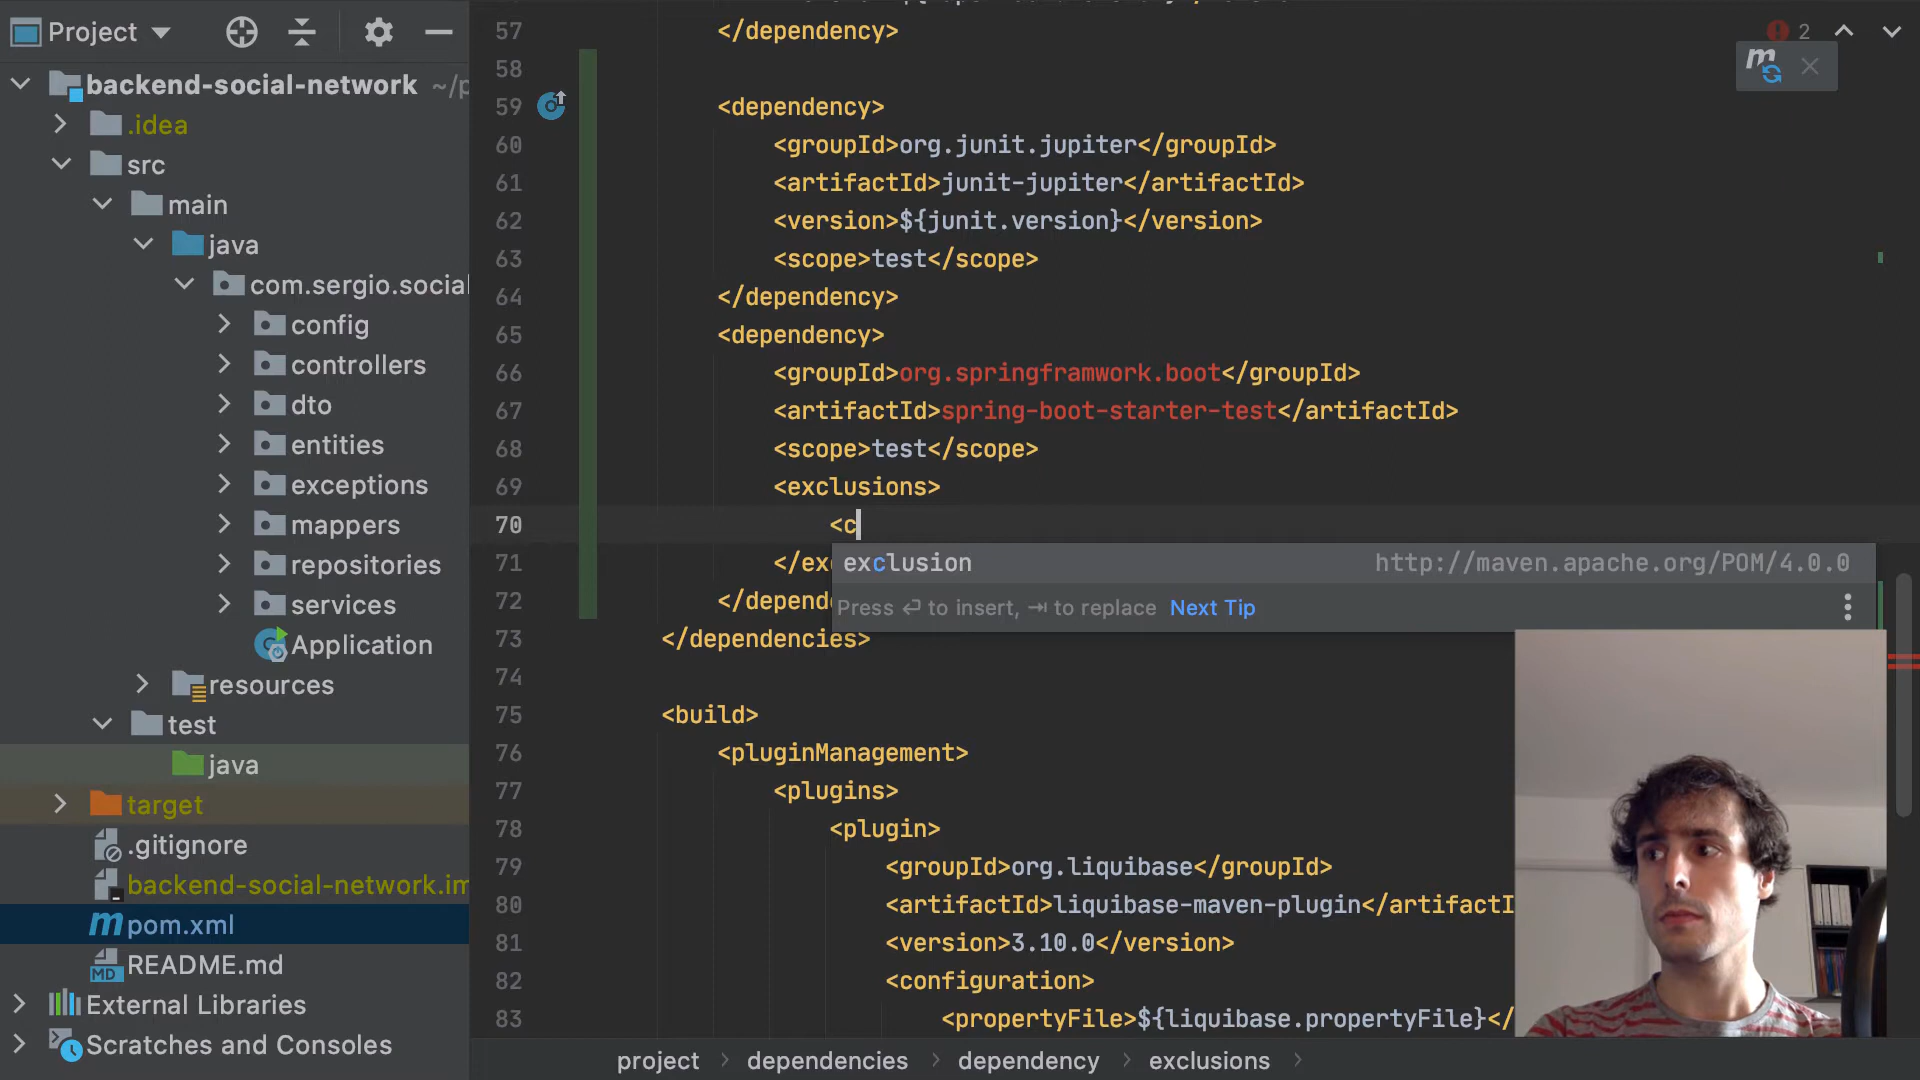 Project
backend-social-network ~/p
.idea
src
main
java
com.sergio.social
config
controllers
dto
entities
exceptions
mappers
repositories
services
Application
resources
test
java
target
.gitignore
backend-social-network.im
pom.xml
README.md
External Libraries
Scratches and Consoles
2
57 </dependency>
58
59 <dependency>
60 <groupId>org.junit.jupiter</groupId>
61 <artifactId>junit-jupiter</artifactId>
62 <version>${junit.version}</version>
63 <scope>test</scope>
64 </dependency>
65 <dependency>
66 <groupId>org.springframwork.boot</groupId>
67 <artifactId>spring-boot-starter-test</artifactId>
68 <scope>test</scope>
69 <exclusions>
70 <c
exclusion http://maven.apache.org/POM/4.0.0
Press ↵ to insert, ⇥ to replace Next Tip
71 </exc
72 </depend
73 </dependencies>
74
75 <build>
76 <pluginManagement>
77 <plugins>
78 <plugin>
79 <groupId>org.liquibase</groupId>
80 <artifactId>liquibase-maven-plugin</artifactI
81 <version>3.10.0</version>
82 <configuration>
83 <propertyFile>${liquibase.propertyFile}</
project > dependencies > dependency > exclusions >